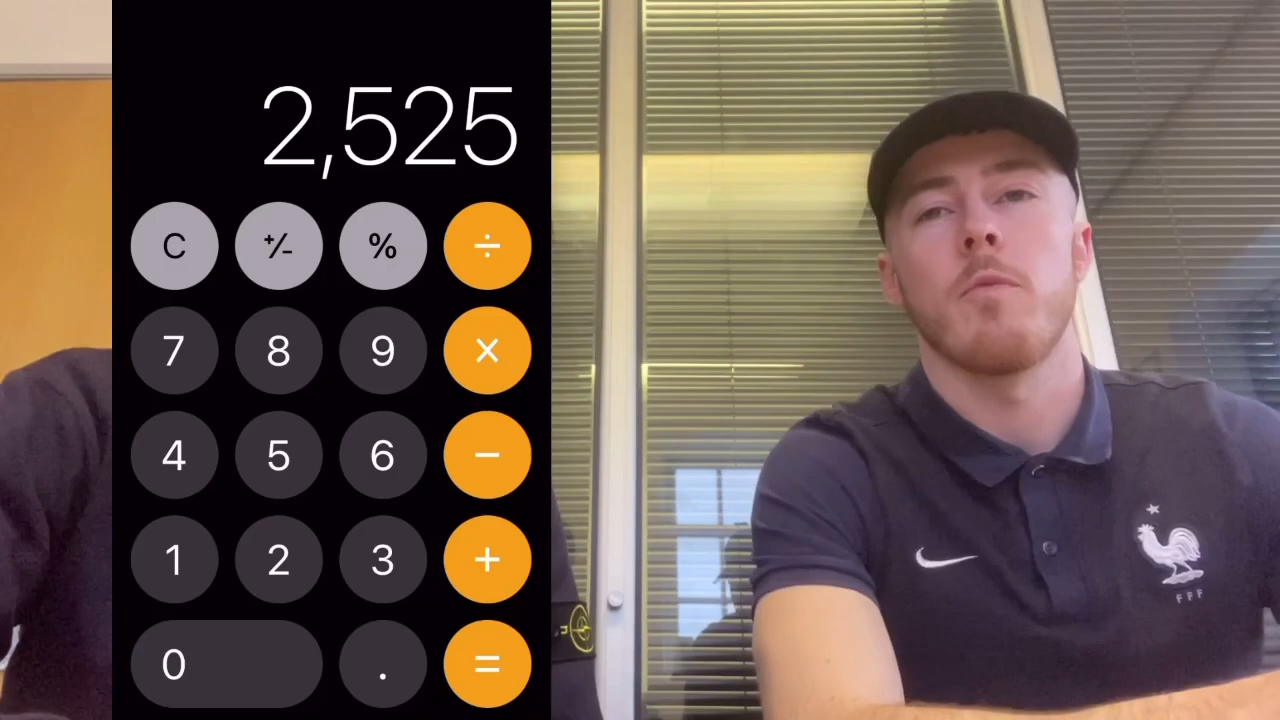 2,525
C +/- % ÷
7 8 9 ×
4 5 6 −
1 2 3 +
0 . =
FFF